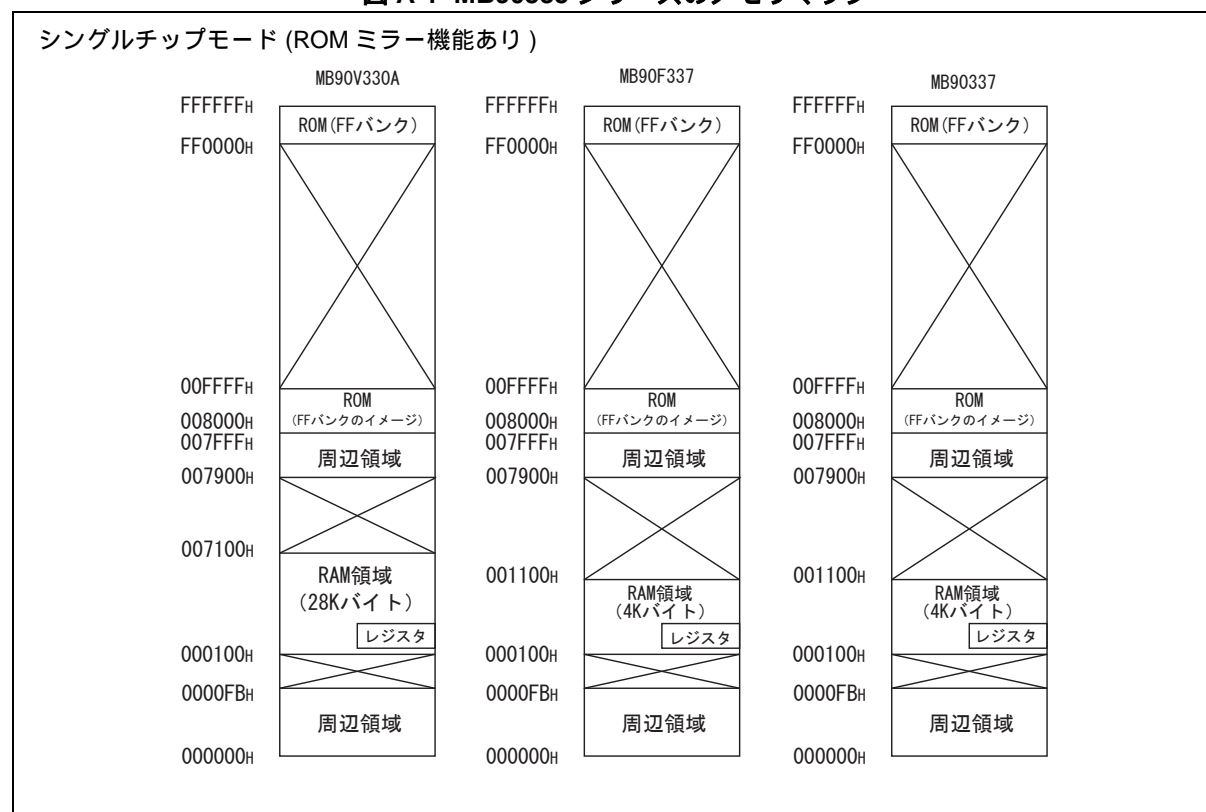 シングルチップモード (ROM ミラー機能あり )
MB90V330A
FFFFFFH
ROM(FFバンク)
FF0000H
00FFFFH
ROM
(FFバンクのイメージ)
008000H
007FFFH
周辺領域
007900H
007100H
RAM領域
(28Kバイト)
レジスタ
000100H
0000FBH
周辺領域
000000H
MB90F337
FFFFFFH
ROM(FFバンク)
FF0000H
00FFFFH
ROM
(FFバンクのイメージ)
008000H
007FFFH
周辺領域
007900H
001100H
RAM領域
(4Kバイト)
レジスタ
000100H
0000FBH
周辺領域
000000H
MB90337
FFFFFFH
ROM(FFバンク)
FF0000H
00FFFFH
ROM
(FFバンクのイメージ)
008000H
007FFFH
周辺領域
007900H
001100H
RAM領域
(4Kバイト)
レジスタ
000100H
0000FBH
周辺領域
000000H